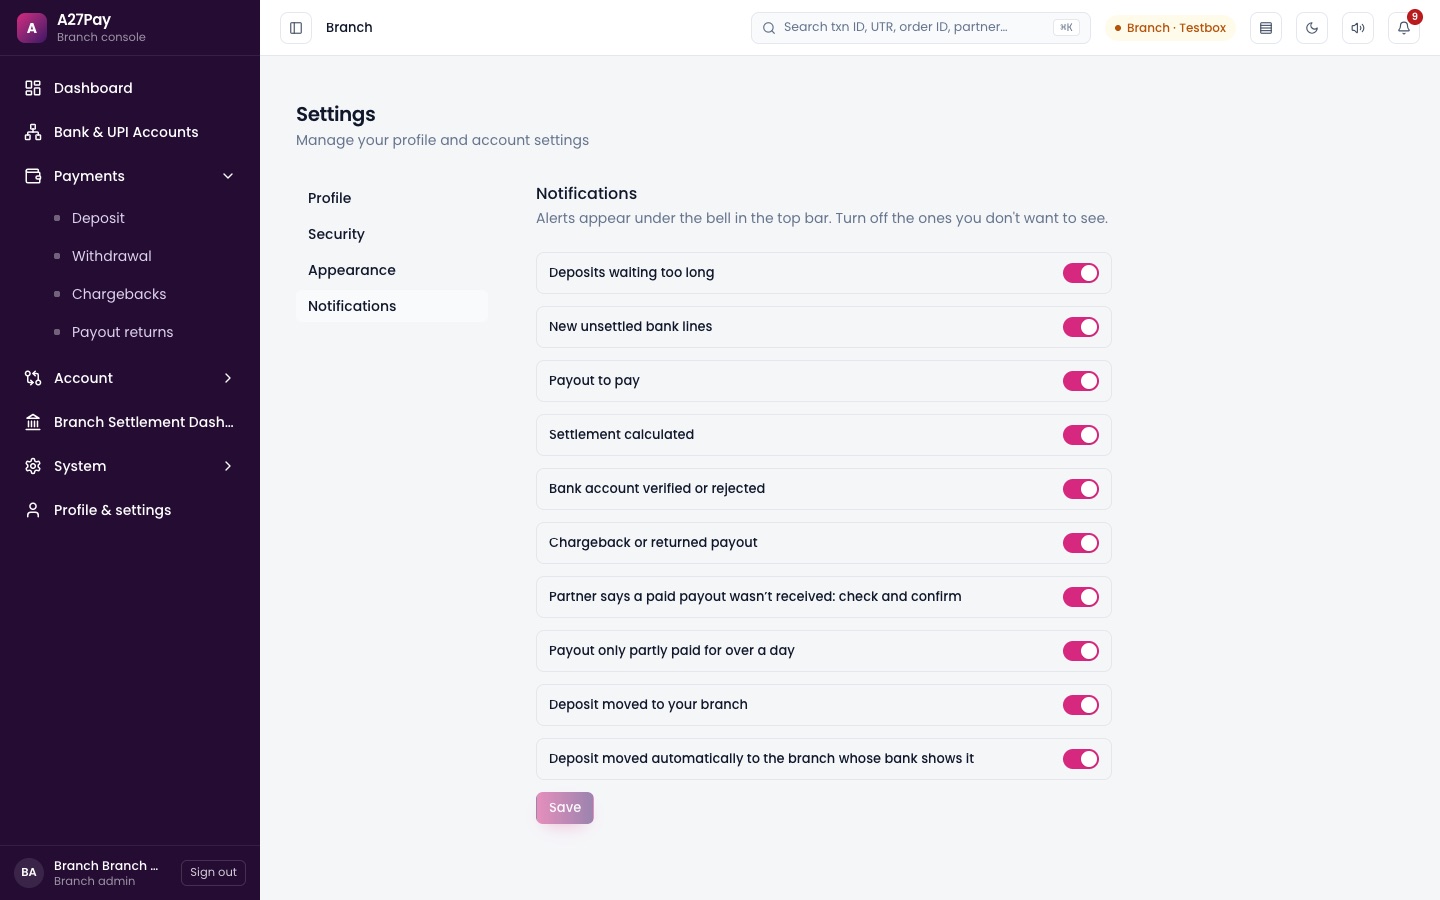 A
A27Pay
Branch console
Dashboard
Bank & UPI Accounts
Payments
Deposit
Withdrawal
Chargebacks
Payout returns
Account
Branch Settlement Dash...
System
Profile & settings
BA
Branch Branch ...
Branch admin
Sign out
Branch
Search txn ID, UTR, order ID, partner...
⌘K
Branch · Testbox
9
Settings
Manage your profile and account settings
Profile
Security
Appearance
Notifications
Notifications
Alerts appear under the bell in the top bar. Turn off the ones you don't want to see.
Deposits waiting too long
New unsettled bank lines
Payout to pay
Settlement calculated
Bank account verified or rejected
Chargeback or returned payout
Partner says a paid payout wasn’t received: check and confirm
Payout only partly paid for over a day
Deposit moved to your branch
Deposit moved automatically to the branch whose bank shows it
Save